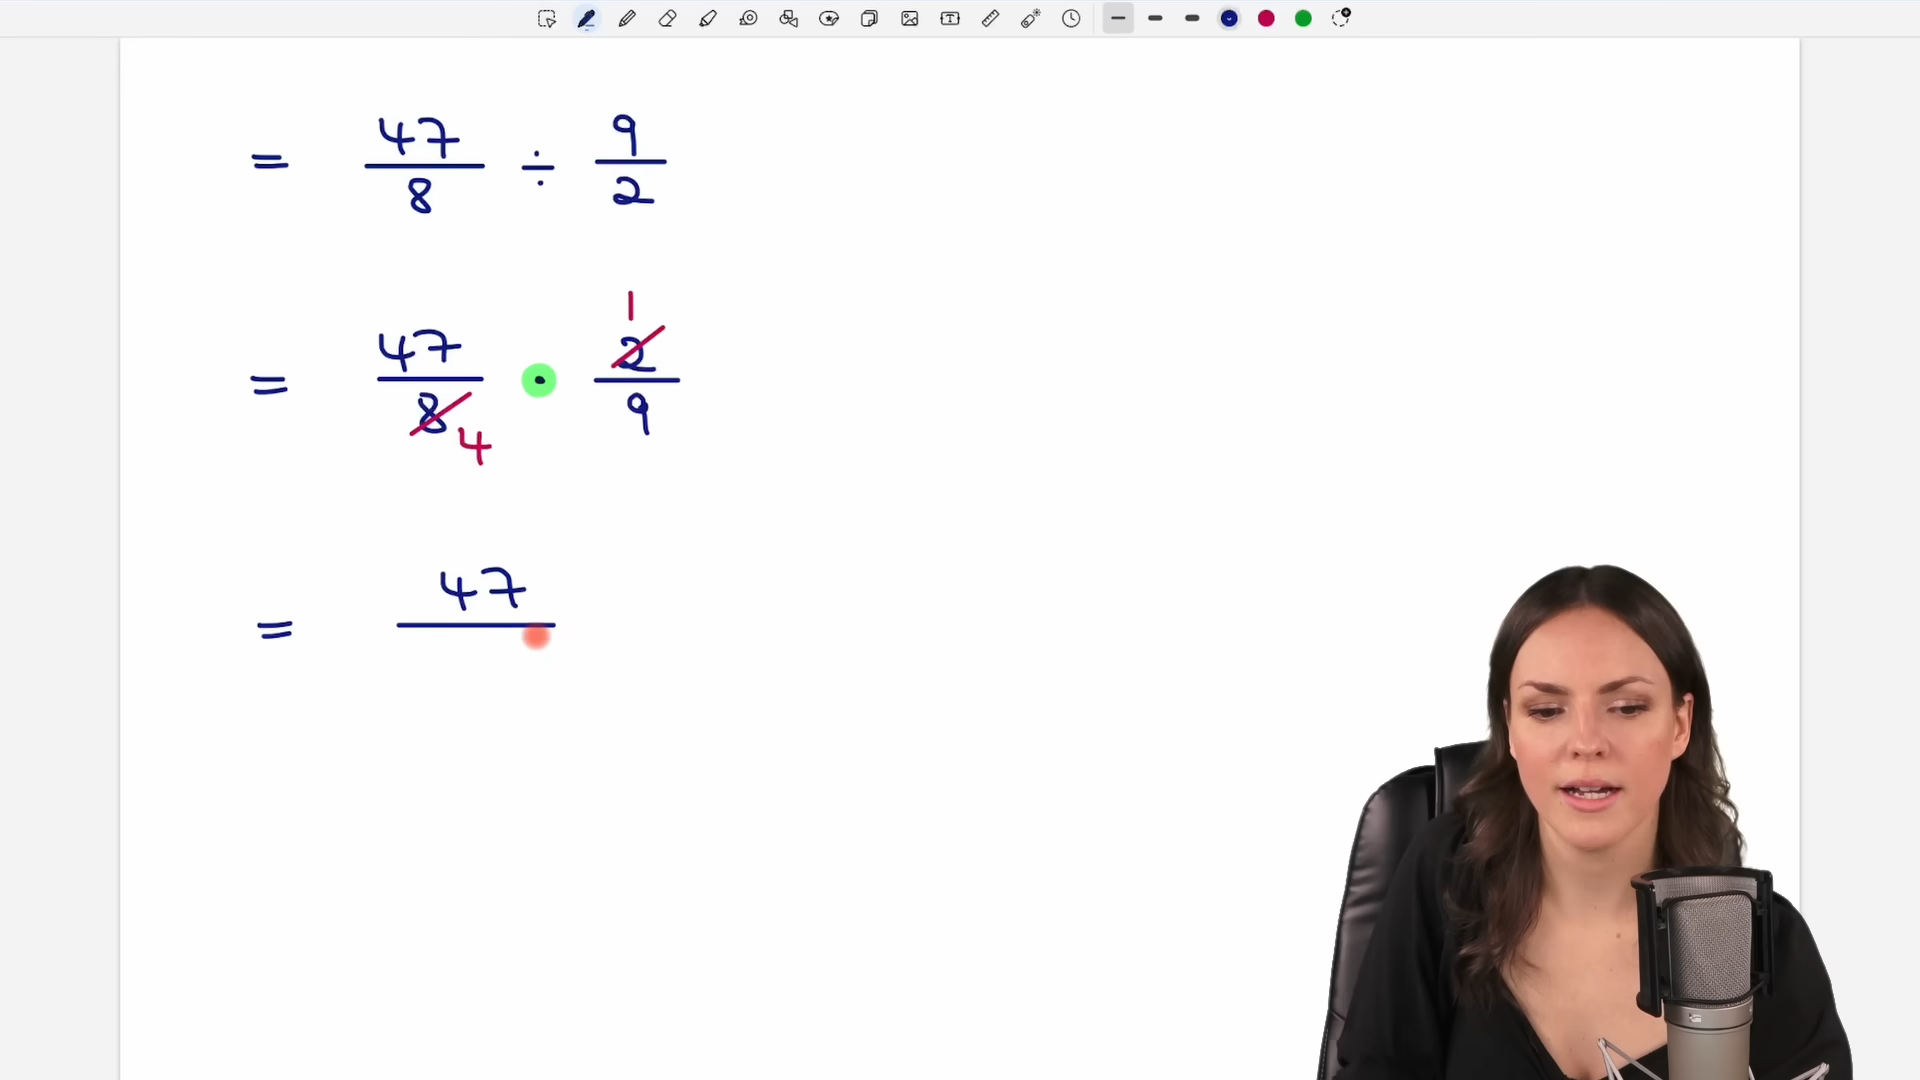 = 47/8 ÷ 9/2
= 47/8 4 • 1 2/9
= 47